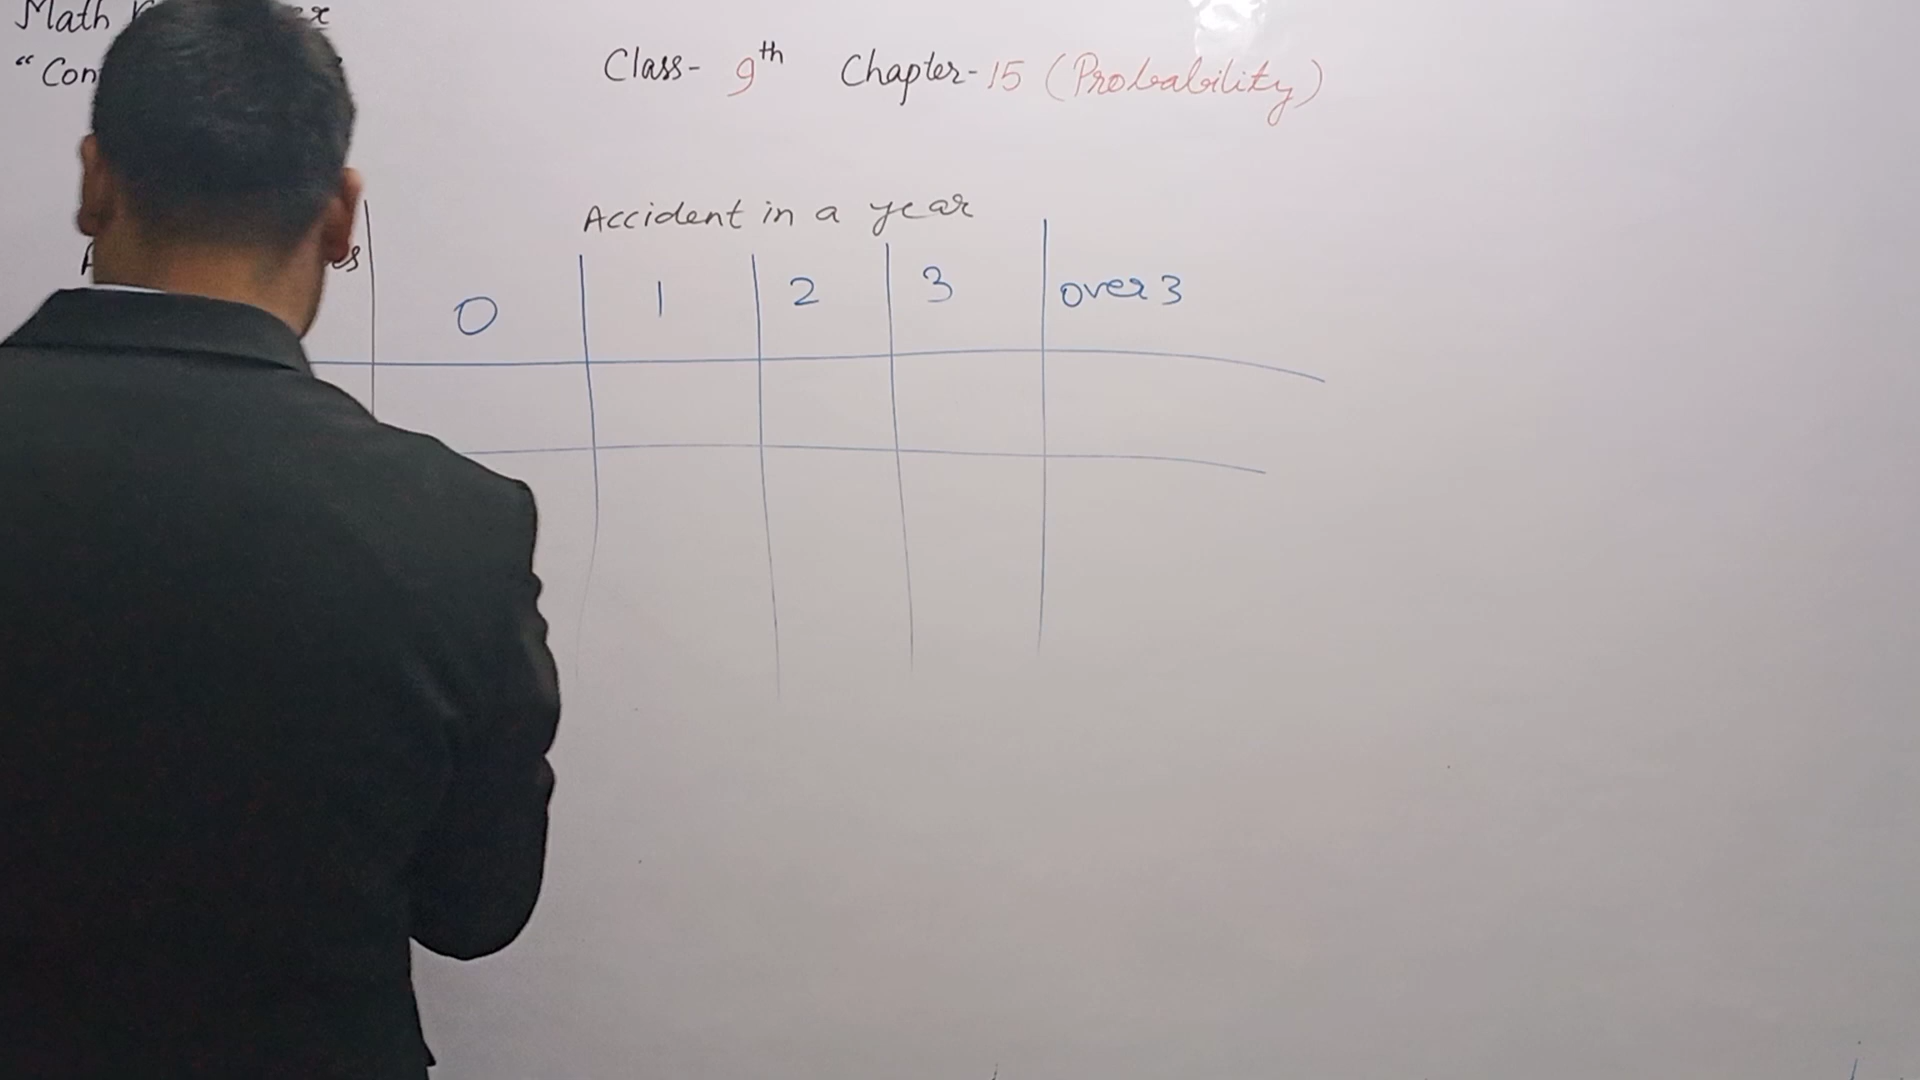 Math
"Con
Class- 9th Chapter-15 (Probability)
Accident in a year
0 1 2 3 over 3